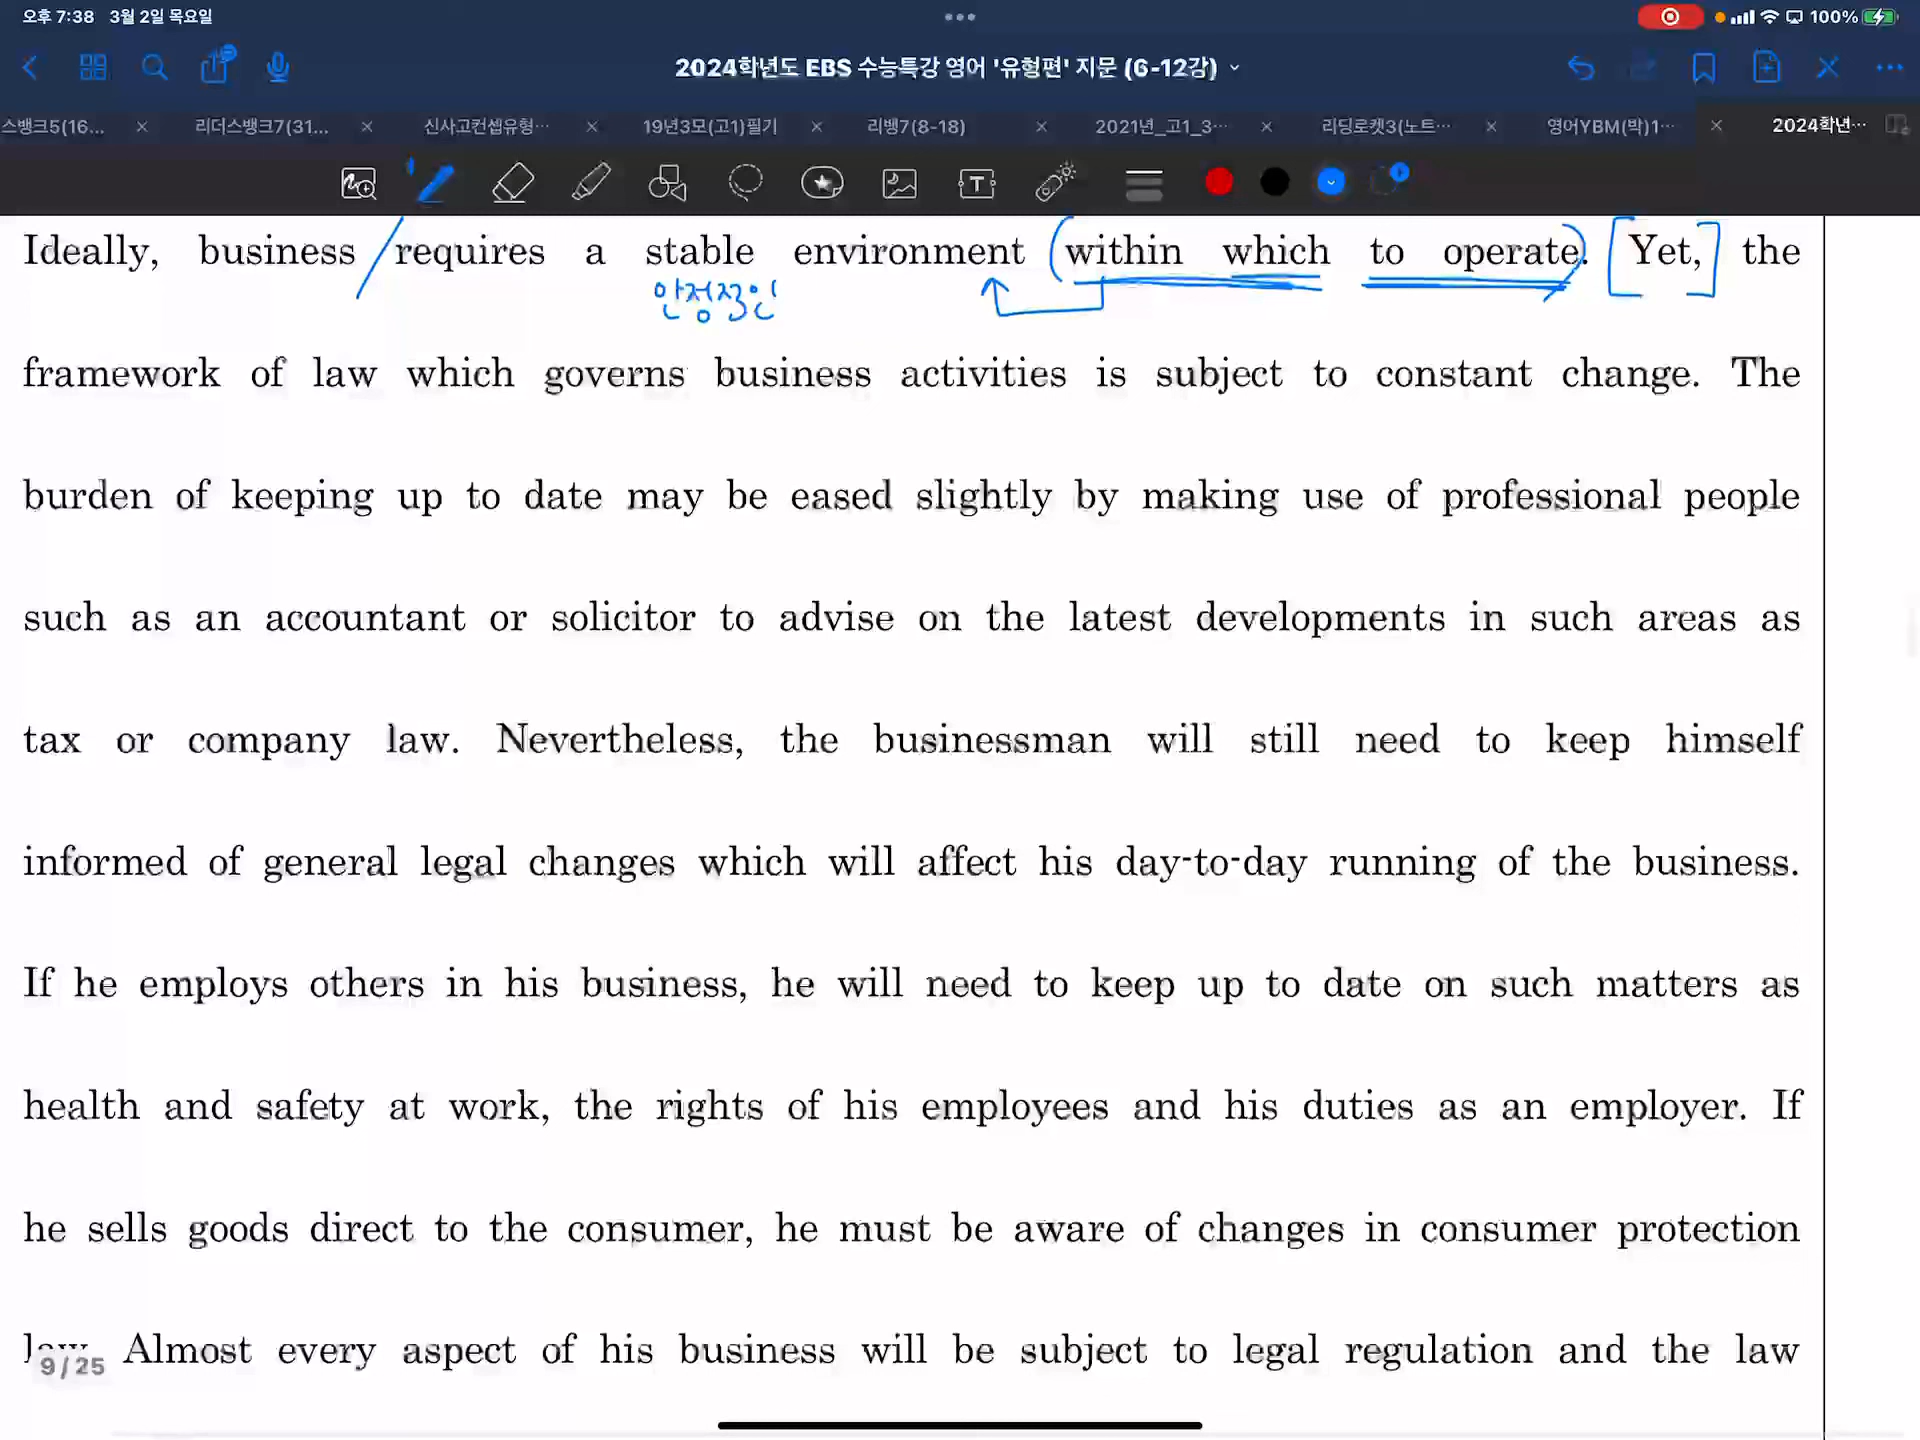 오후 7:38 3월 2일 목요일
100%
2024학년도 EBS 수능특강 영어 '유형편' 지문 (6-12강)
스뱅크5(16... 리더스뱅크7(31... 신사고컨셉유형... 19년3모(고1)필기 리뱅7(8-18) 2021년_고1_3... 리딩로켓3(노트... 영어YBM(박)1... 2024학년...
Ideally, business requires a stable environment within which to operate. Yet, the
안정적인
framework of law which governs business activities is subject to constant change. The
burden of keeping up to date may be eased slightly by making use of professional people
such as an accountant or solicitor to advise on the latest developments in such areas as
tax or company law. Nevertheless, the businessman will still need to keep himself
informed of general legal changes which will affect his day-to-day running of the business.
If he employs others in his business, he will need to keep up to date on such matters as
health and safety at work, the rights of his employees and his duties as an employer. If
he sells goods direct to the consumer, he must be aware of changes in consumer protection
law. Almost every aspect of his business will be subject to legal regulation and the law
9/25